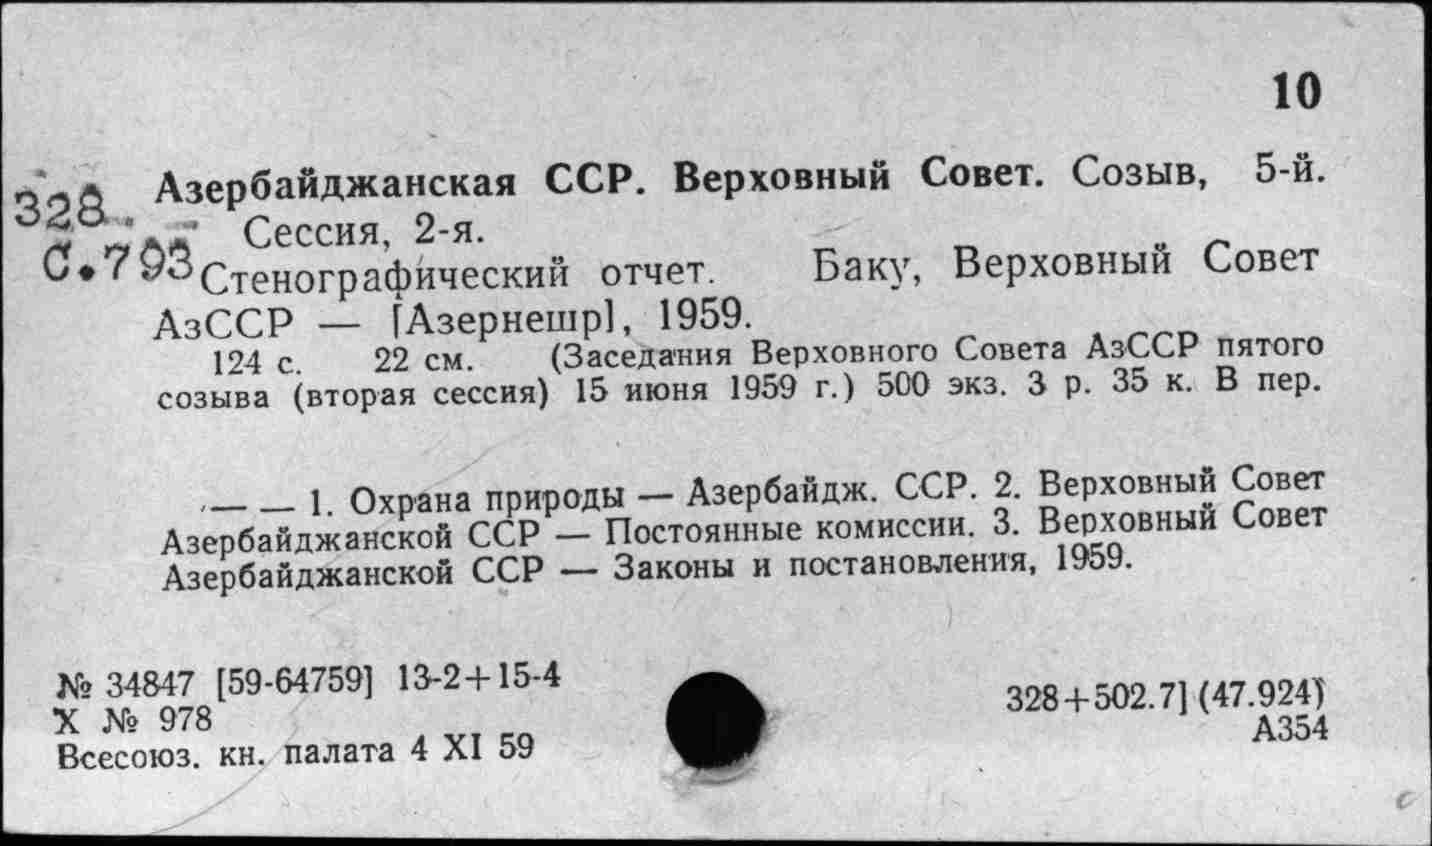 10
328 Азербайджанская ССР. Верховный Совет. Созыв, 5-й.
Сессия, 2-я.
С.793 Стенографический отчет. Баку, Верховный Совет
АзССР — [Азернешр], 1959.
124 с. 22 см. (Заседания Верховного Совета АзССР пятого
созыва (вторая сессия) 15 июня 1959 г.) 500 экз. 3 р. 35 к. В пер.
— — 1. Охрана природы — Азербайдж. ССР. 2. Верховный Совет
Азербайджанской ССР — Постоянные комиссии. 3. Верховный Совет
Азербайджанской ССР — Законы и постановления, 1959.
№ 34847 [59-64759] 13-2+15-4
X № 978
Всесоюз. кн. палата 4 XI 59
328+502.7] (47.924)
А354